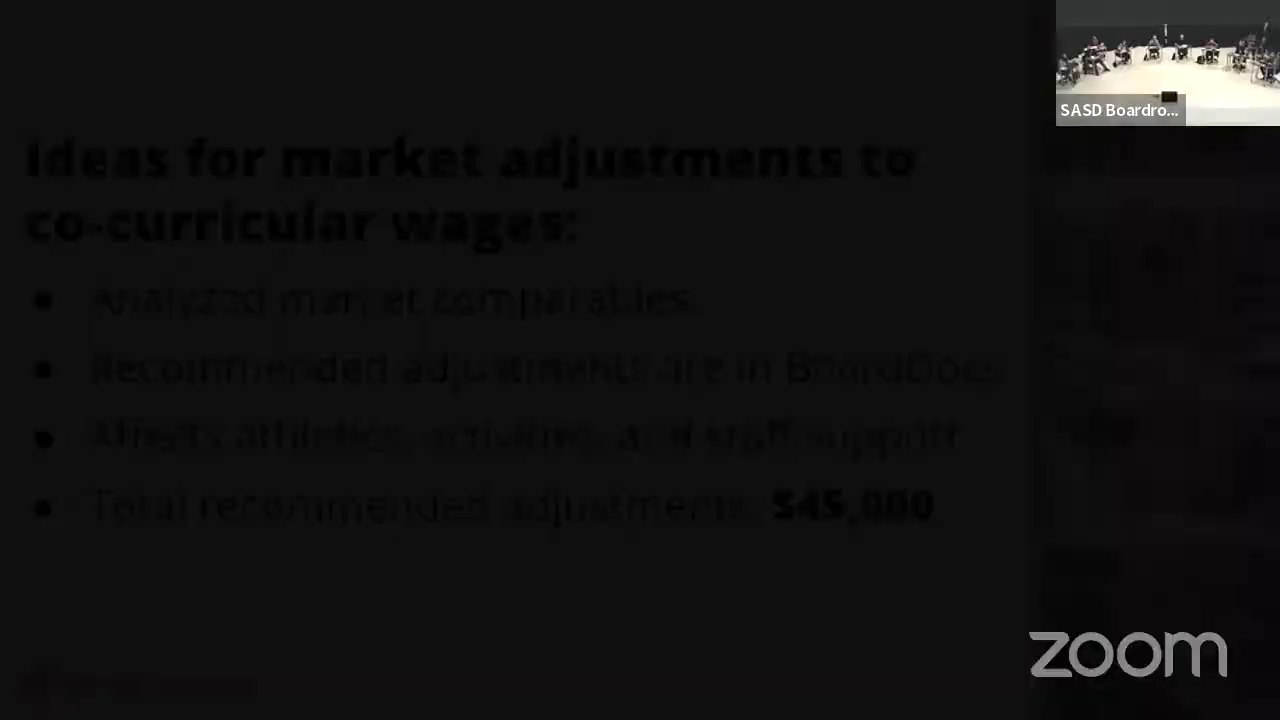 SASD Boardro...
Ideas for market adjustments to
co-curricular wages:
● Analyzed market comparables
● Recommended adjustments are in BoardDocs
● Affects athletics, activities, and staff support
● Total recommended adjustments: $45,000
zoom